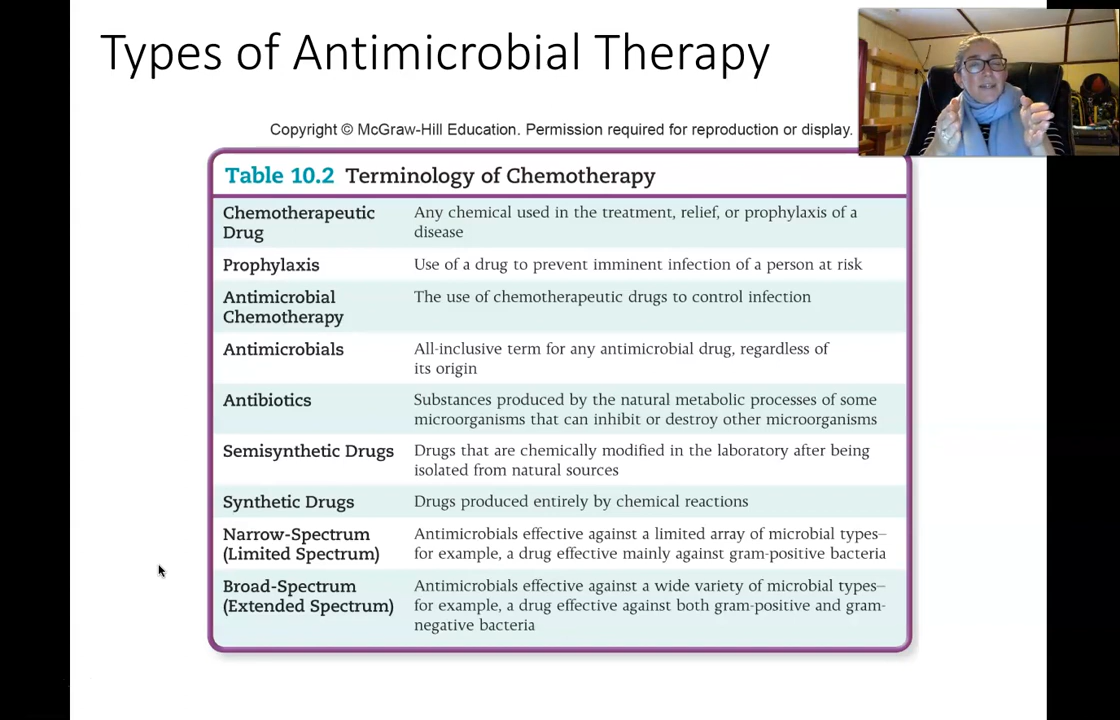 Types of Antimicrobial Therapy
Copyright © McGraw-Hill Education. Permission required for reproduction or display.
Table 10.2 Terminology of Chemotherapy
Chemotherapeutic
Drug
Any chemical used in the treatment, relief, or prophylaxis of a
disease
Prophylaxis
Use of a drug to prevent imminent infection of a person at risk
Antimicrobial
Chemotherapy
The use of chemotherapeutic drugs to control infection
Antimicrobials
All-inclusive term for any antimicrobial drug, regardless of
its origin
Antibiotics
Substances produced by the natural metabolic processes of some
microorganisms that can inhibit or destroy other microorganisms
Semisynthetic Drugs
Drugs that are chemically modified in the laboratory after being
isolated from natural sources
Synthetic Drugs
Drugs produced entirely by chemical reactions
Narrow-Spectrum
(Limited Spectrum)
Antimicrobials effective against a limited array of microbial types–
for example, a drug effective mainly against gram-positive bacteria
Broad-Spectrum
(Extended Spectrum)
Antimicrobials effective against a wide variety of microbial types–
for example, a drug effective against both gram-positive and gram-
negative bacteria